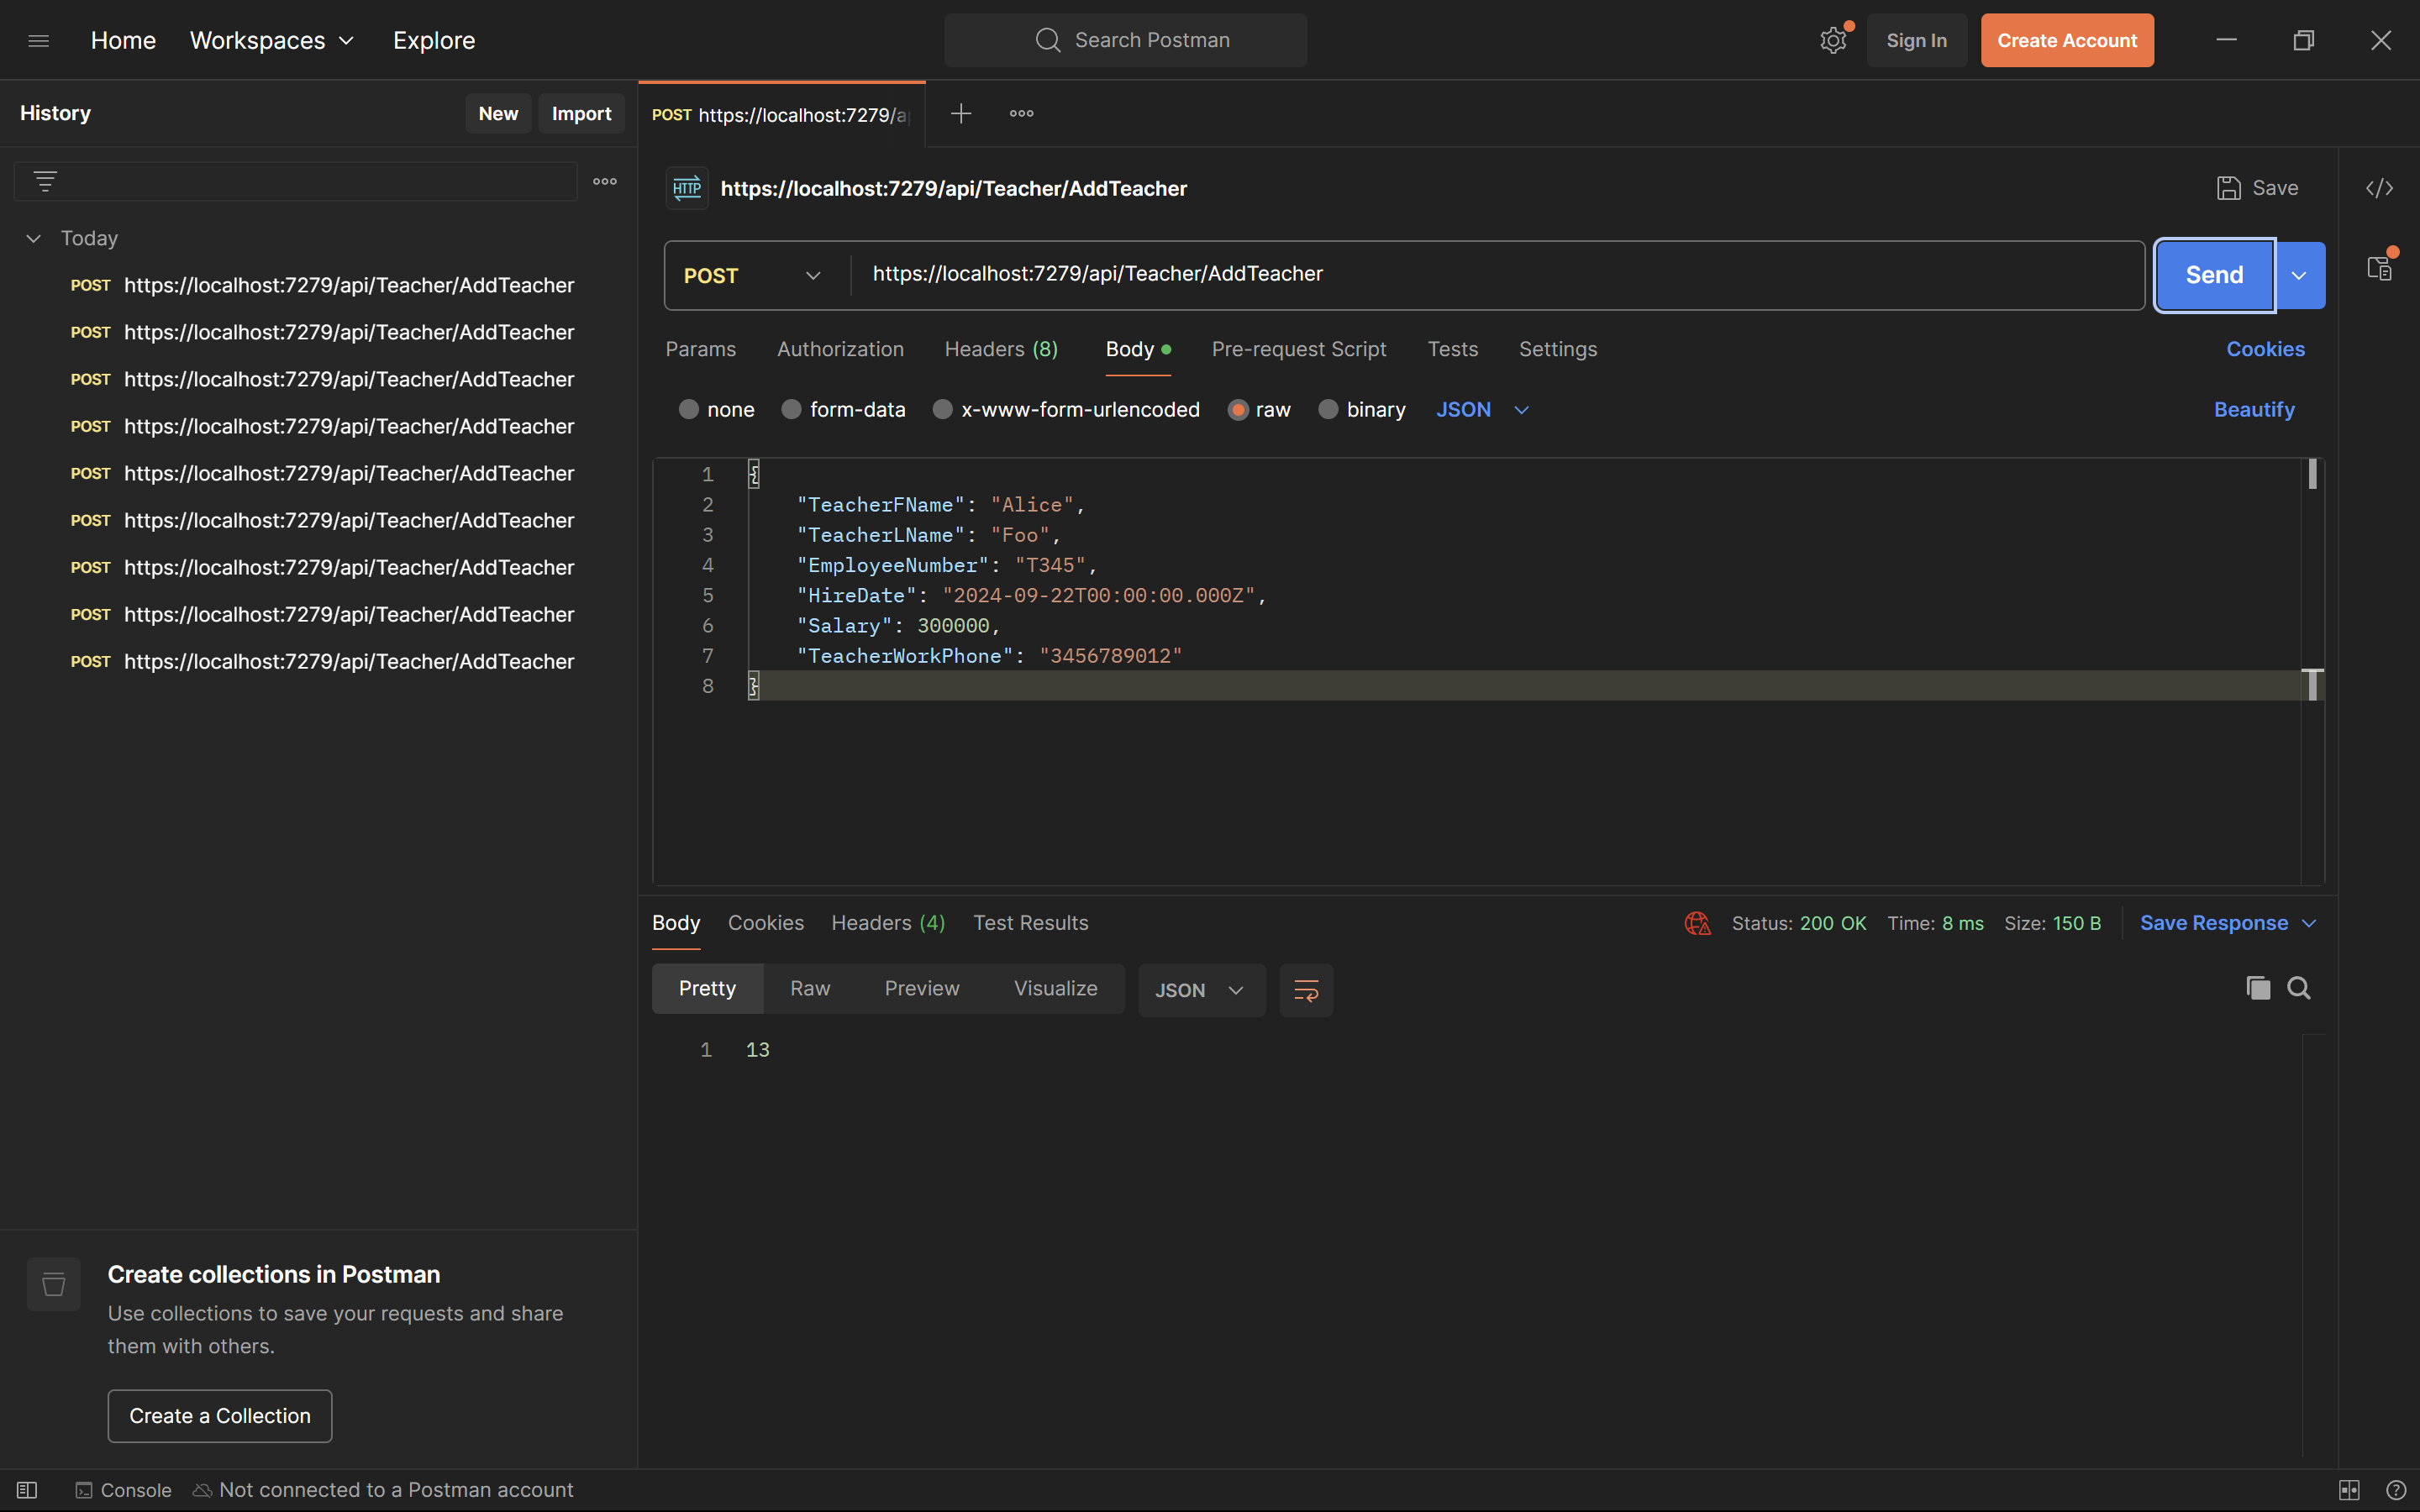 Home Workspaces Explore Search Postman Sign In Create Account
History New Import
POST https://localhost:7279/a
HTTP https://localhost:7279/api/Teacher/AddTeacher Save
Today
POST https://localhost:7279/api/Teacher/AddTeacher
POST https://localhost:7279/api/Teacher/AddTeacher
POST https://localhost:7279/api/Teacher/AddTeacher
POST https://localhost:7279/api/Teacher/AddTeacher
POST https://localhost:7279/api/Teacher/AddTeacher
POST https://localhost:7279/api/Teacher/AddTeacher
POST https://localhost:7279/api/Teacher/AddTeacher
POST https://localhost:7279/api/Teacher/AddTeacher
POST https://localhost:7279/api/Teacher/AddTeacher
POST https://localhost:7279/api/Teacher/AddTeacher Send
Params Authorization Headers (8) Body Pre-request Script Tests Settings Cookies
none form-data x-www-form-urlencoded raw binary JSON Beautify
1 {
2 "TeacherFName": "Alice",
3 "TeacherLName": "Foo",
4 "EmployeeNumber": "T345",
5 "HireDate": "2024-09-22T00:00:00.000Z",
6 "Salary": 300000,
7 "TeacherWorkPhone": "3456789012"
8 }
Body Cookies Headers (4) Test Results Status: 200 OK Time: 8 ms Size: 150 B Save Response
Pretty Raw Preview Visualize JSON
1 13
Create collections in Postman
Use collections to save your requests and share
them with others.
Create a Collection
Console Not connected to a Postman account